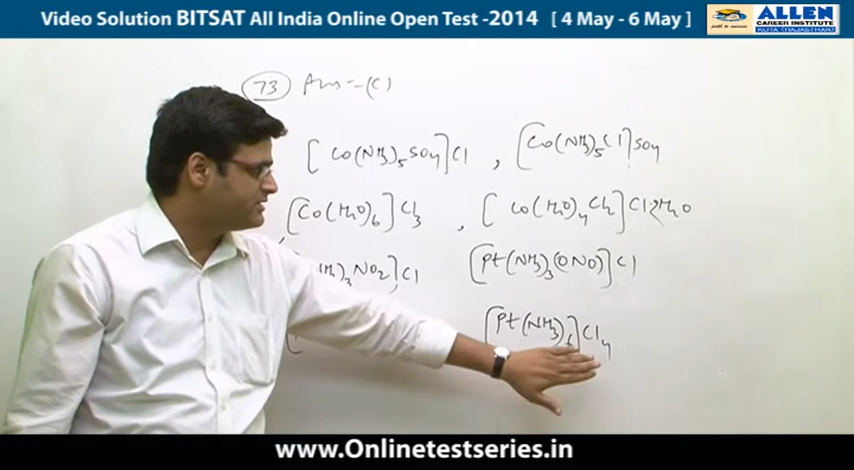 Video Solution BITSAT All India Online Open Test -2014 [ 4 May - 6 May ]
ALLEN
CAREER INSTITUTE
KOTA (RAJASTHAN)
73 Ans - (C)
[Co(NH3)5SO4]Cl , [Co(NH3)5Cl]SO4
[Co(H2O)6]Cl3 , [Co(H2O)4Cl2]Cl·2H2O
)3NO2]Cl [Pt(NH3)3(ONO)]Cl
[Pt(NH3)6]Cl4
www.Onlinetestseries.in